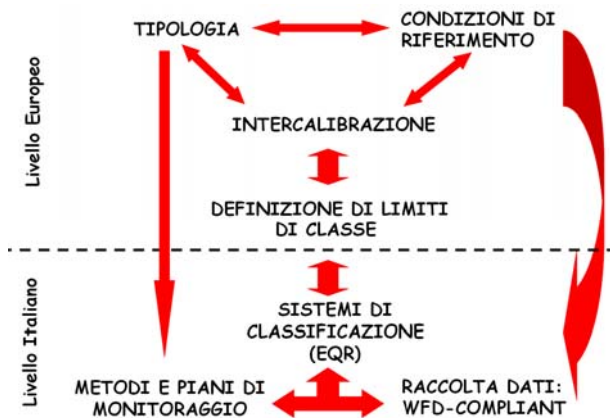 TIPOLOGIA
CONDIZIONI DI
RIFERIMENTO
INTERCALIBRAZIONE
DEFINIZIONE DI LIMITI
DI CLASSE
Livello Europeo
SISTEMI DI
CLASSIFICAZIONE
(EQR)
METODI E PIANI DI
MONITORAGGIO
RACCOLTA DATI:
WFD-COMPLIANT
Livello Italiano